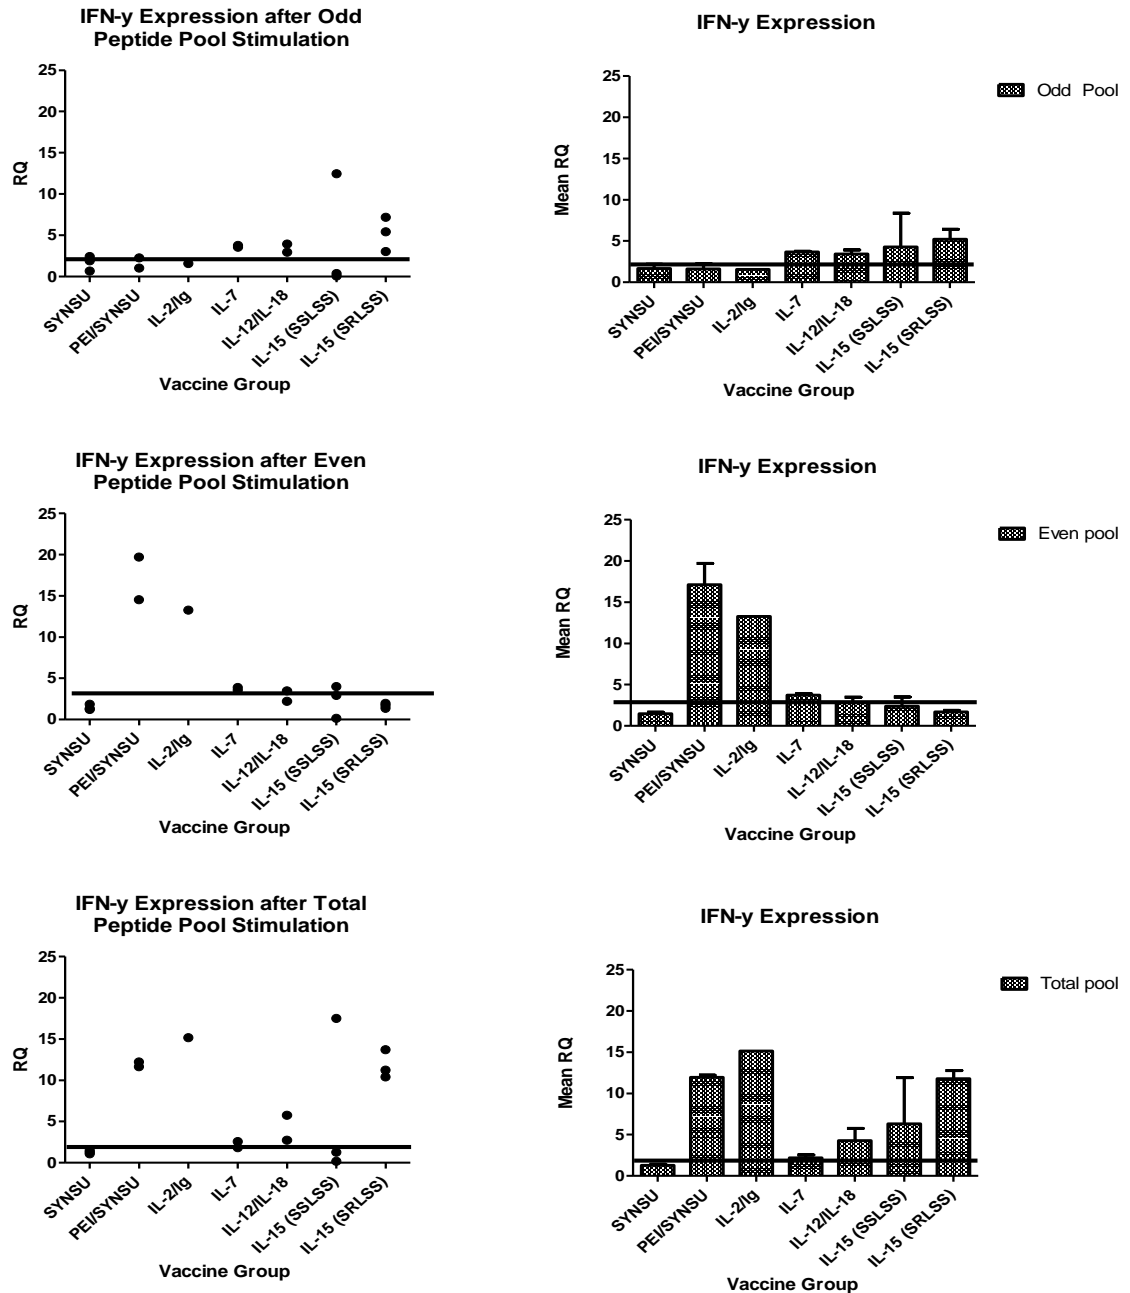 IFN-y Expression after Odd
Peptide Pool Stimulation
25
20
15
10
5
0
RQ
SYNSU
PEI/SYNSU
IL-2/Ig
IL-7
IL-12/IL-18
IL-15 (SSLSS)
IL-15 (SRLSS)
Vaccine Group
IFN-y Expression
25
20
15
10
5
0
Mean RQ
SYNSU
PEI/SYNSU
IL-2/Ig
IL-7
IL-12/IL-18
IL-15 (SSLSS)
IL-15 (SRLSS)
Vaccine Group
Odd Pool
IFN-y Expression after Even
Peptide Pool Stimulation
25
20
15
10
5
0
RQ
SYNSU
PEI/SYNSU
IL-2/Ig
IL-7
IL-12/IL-18
IL-15 (SSLSS)
IL-15 (SRLSS)
Vaccine Group
IFN-y Expression
25
20
15
10
5
0
Mean RQ
SYNSU
PEI/SYNSU
IL-2/Ig
IL-7
IL-12/IL-18
IL-15 (SSLSS)
IL-15 (SRLSS)
Vaccine Group
Even pool
IFN-y Expression after Total
Peptide Pool Stimulation
25
20
15
10
5
0
RQ
SYNSU
PEI/SYNSU
IL-2/Ig
IL-7
IL-12/IL-18
IL-15 (SSLSS)
IL-15 (SRLSS)
Vaccine Group
IFN-y Expression
25
20
15
10
5
0
Mean RQ
SYNSU
PEI/SYNSU
IL-2/Ig
IL-7
IL-12/IL-18
IL-15 (SSLSS)
IL-15 (SRLSS)
Vaccine Group
Total pool